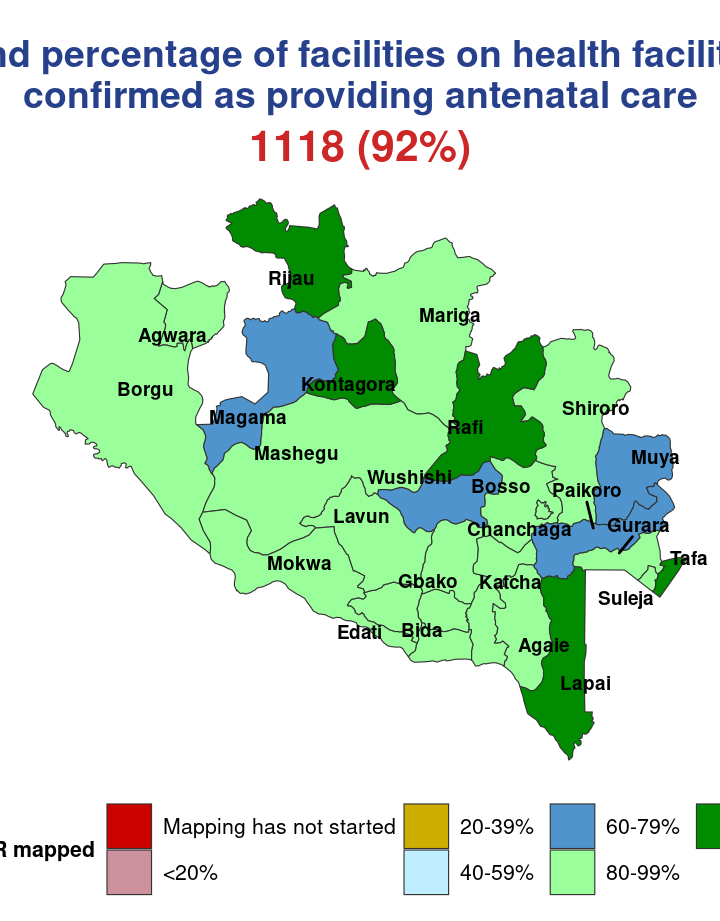 nd percentage of facilities on health facilit
confirmed as providing antenatal care
1118 (92%)
Rijau
Mariga
Agwara
Kontagora
Borgu
Shiroro
Magama
Rafi
Mashegu
Muya
Wushishi
Bosso
Paikoro
Lavun
Chanchaga
Gurara
Mokwa
Tafa
Gbako
Katcha
Suleja
Edati
Bida
Agaie
Lapai
R mapped
Mapping has not started
20-39%
60-79%
<20%
40-59%
80-99%